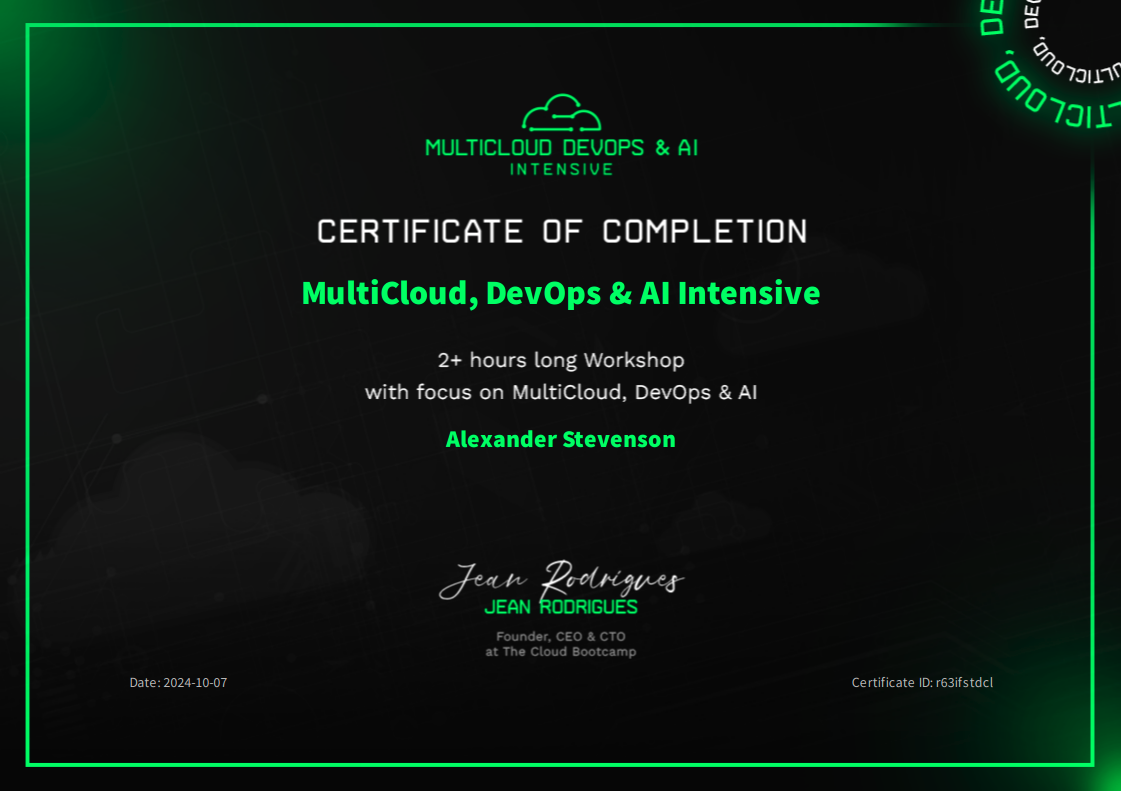 MULTICLOUD DEVOPS & AI
INTENSIVE
CERTIFICATE OF COMPLETION
MultiCloud, DevOps & AI Intensive
2+ hours long Workshop
with focus on MultiCloud, DevOps & AI
Alexander Stevenson
Jean Rodrigues
JEAN RODRIGUES
Founder, CEO & CTO
at The Cloud Bootcamp
Date: 2024-10-07
Certificate ID: r63ifstdcl